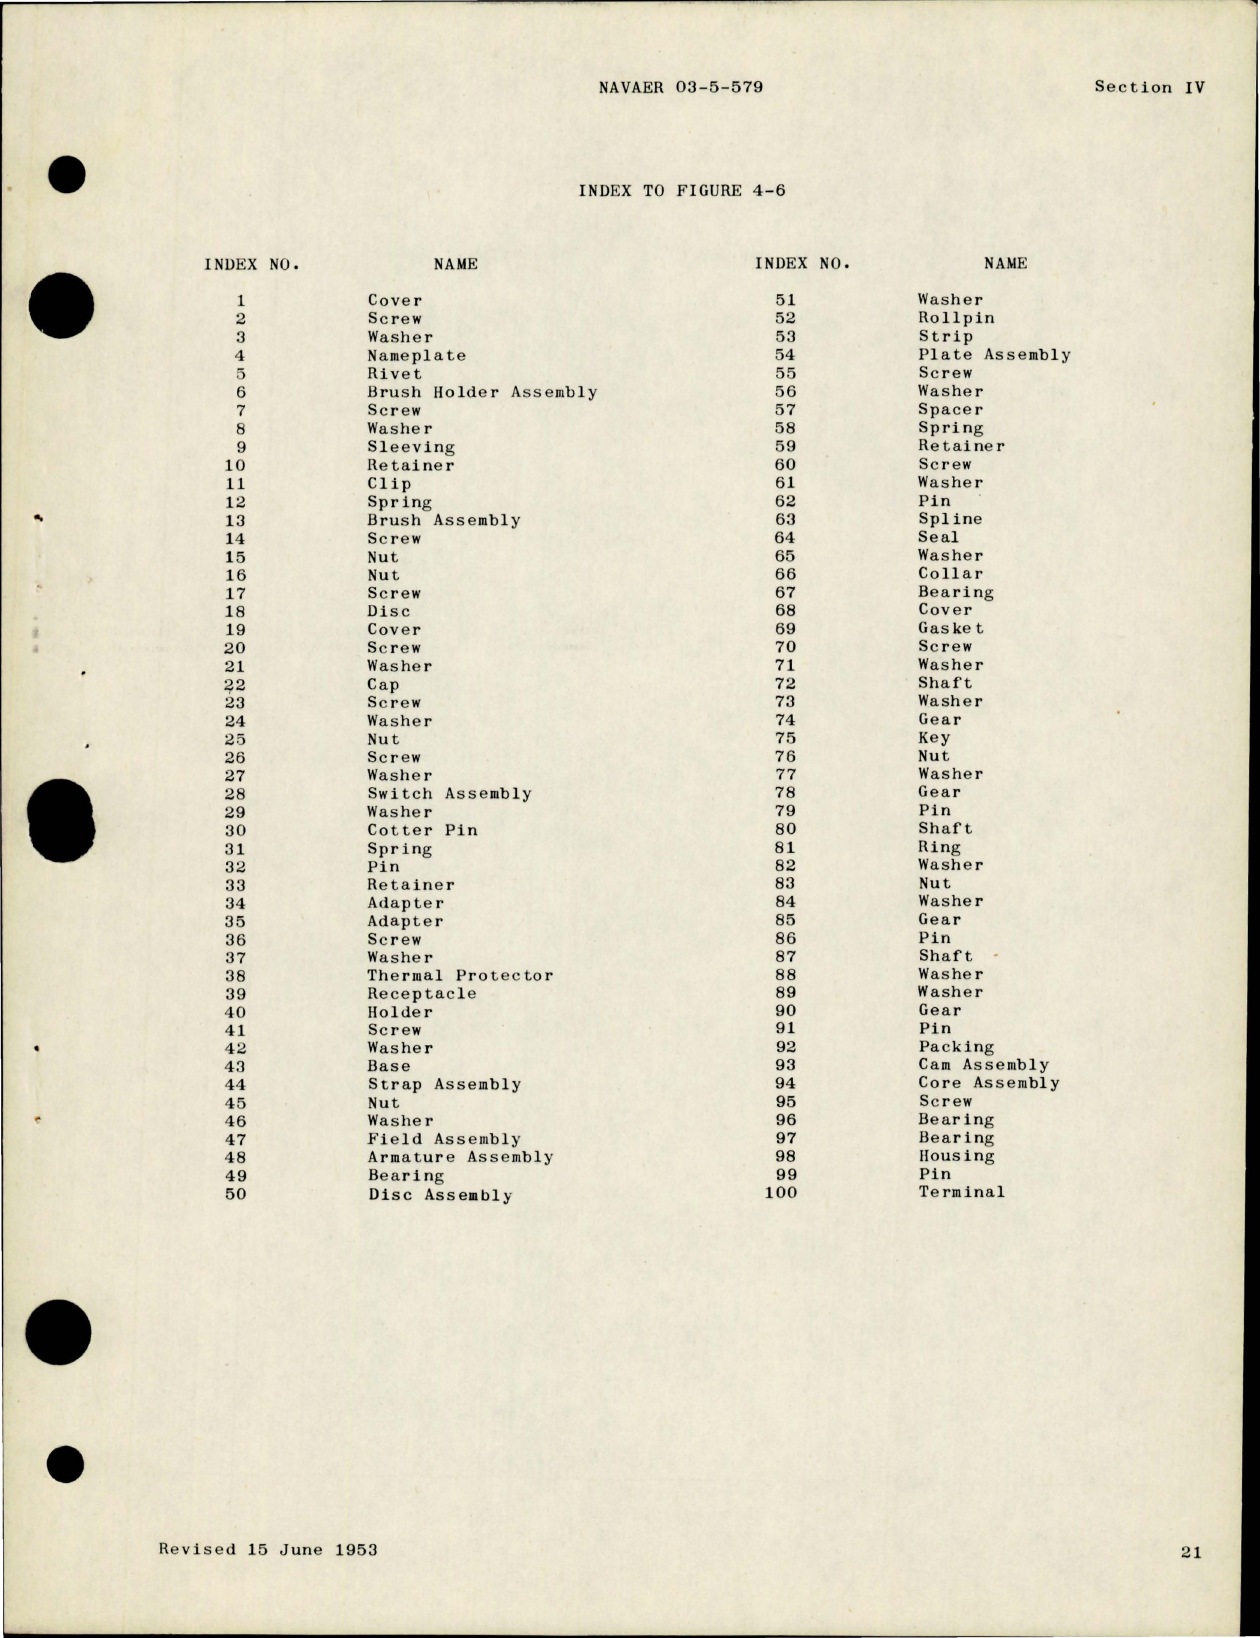 NAVAER 03-5-579 Section IV
INDEX TO FIGURE 4-6
INDEX NO. NAME INDEX NO. NAME
1 Cover 51 Washer
2 Screw 52 Rollpin
3 Washer 53 Strip
4 Nameplate 54 Plate Assembly
5 Rivet 55 Screw
6 Brush Holder Assembly 56 Washer
7 Screw 57 Spacer
8 Washer 58 Spring
9 Sleeving 59 Retainer
10 Retainer 60 Screw
11 Clip 61 Washer
12 Spring 62 Pin
13 Brush Assembly 63 Spline
14 Screw 64 Seal
15 Nut 65 Washer
16 Nut 66 Collar
17 Screw 67 Bearing
18 Disc 68 Cover
19 Cover 69 Gasket
20 Screw 70 Screw
21 Washer 71 Washer
22 Cap 72 Shaft
23 Screw 73 Washer
24 Washer 74 Gear
25 Nut 75 Key
26 Screw 76 Nut
27 Washer 77 Washer
28 Switch Assembly 78 Gear
29 Washer 79 Pin
30 Cotter Pin 80 Shaft
31 Spring 81 Ring
32 Pin 82 Washer
33 Retainer 83 Nut
34 Adapter 84 Washer
35 Adapter 85 Gear
36 Screw 86 Pin
37 Washer 87 Shaft
38 Thermal Protector 88 Washer
39 Receptacle 89 Washer
40 Holder 90 Gear
41 Screw 91 Pin
42 Washer 92 Packing
43 Base 93 Cam Assembly
44 Strap Assembly 94 Core Assembly
45 Nut 95 Screw
46 Washer 96 Bearing
47 Field Assembly 97 Bearing
48 Armature Assembly 98 Housing
49 Bearing 99 Pin
50 Disc Assembly 100 Terminal
Revised 15 June 1953 21